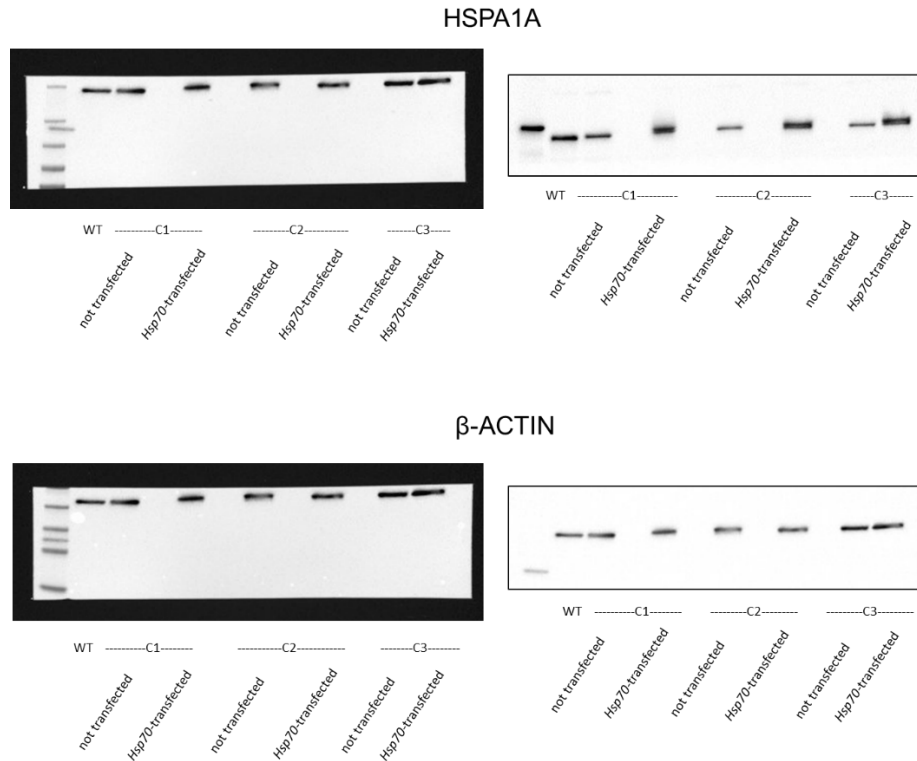 HSPA1A
WT ---------C1--------- ----------C2------------ -------C3-----
not transfected
Hsp70-transfected
not transfected
Hsp70-transfected
not transfected
Hsp70-transfected
WT -----------C1---------- -----------C2----------- ------C3------
not transfected
Hsp70-transfected
not transfected
Hsp70-transfected
not transfected
Hsp70-transfected
β-ACTIN
WT ---------C1-------- -----------C2------------ -------C3---------
not transfected
Hsp70-transfected
not transfected
Hsp70-transfected
not transfected
Hsp70-transfected
WT ----------C1-------- -----------C2---------- ---------C3---------
not transfected
Hsp70-transfected
not transfected
Hsp70-transfected
not transfected
Hsp70-transfected